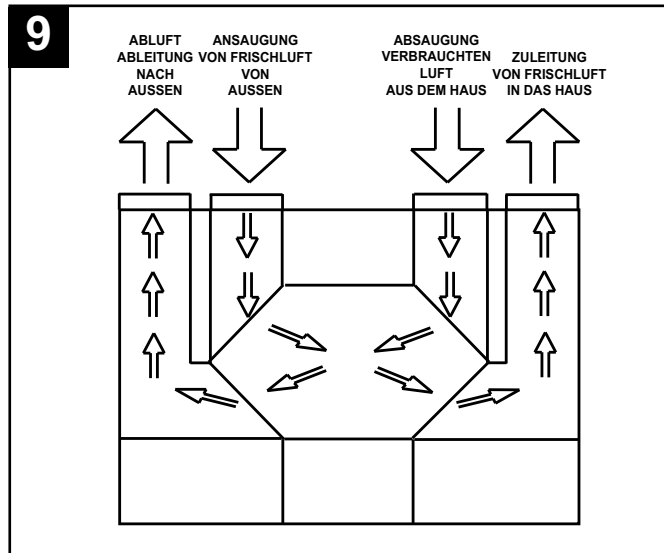 9
ABLUFT
ABLEITUNG
NACH
AUSSEN
ANSAUGUNG
VON FRISCHLUFT
VON
AUSSEN
ABSAUGUNG
VERBRAUCHTEN
LUFT
AUS DEM HAUS
ZULEITUNG
VON FRISCHLUFT
IN DAS HAUS